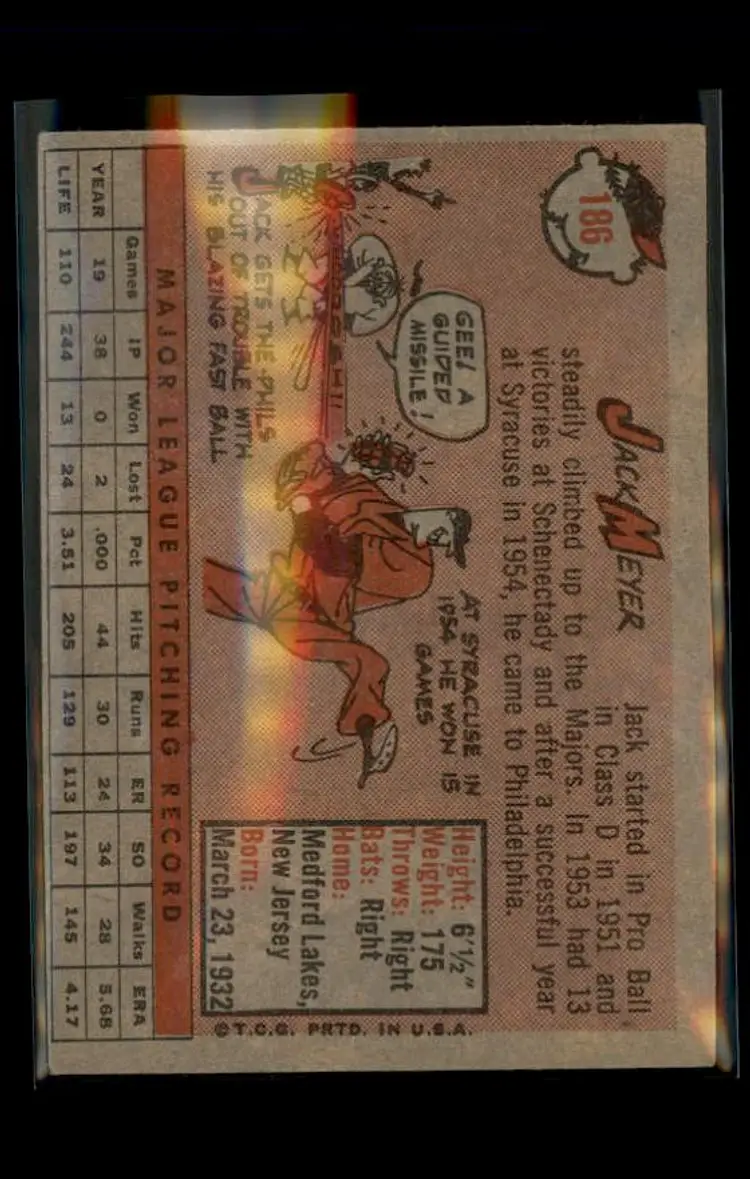 186
JACK MEYER
Jack started in Pro Ball
in Class D in 1951 and
steadily climbed up to the Majors. In 1953 had 13
victories at Schenectady and after a successful year
at Syracuse in 1954, he came to Philadelphia.
GEE! A
GUIDED
MISSILE!
AT SYRACUSE IN
1954 HE WON 15
GAMES
JACK GETS THE PHILS
OUT OF TROUBLE WITH
HIS BLAZING FAST BALL
Height: 6'1½"
Weight: 175
Throws: Right
Bats: Right
Home:
Medford Lakes,
New Jersey
Born:
March 23, 1932
© T.C.G. PRTD. IN U.S.A.
MAJOR LEAGUE PITCHING RECORD
Games IP Won Lost Pct Hits Runs ER SO Walks ERA
YEAR 19 38 0 2 .000 44 30 24 34 28 5.68
LIFE 110 244 13 24 3.51 205 129 113 197 145 4.17